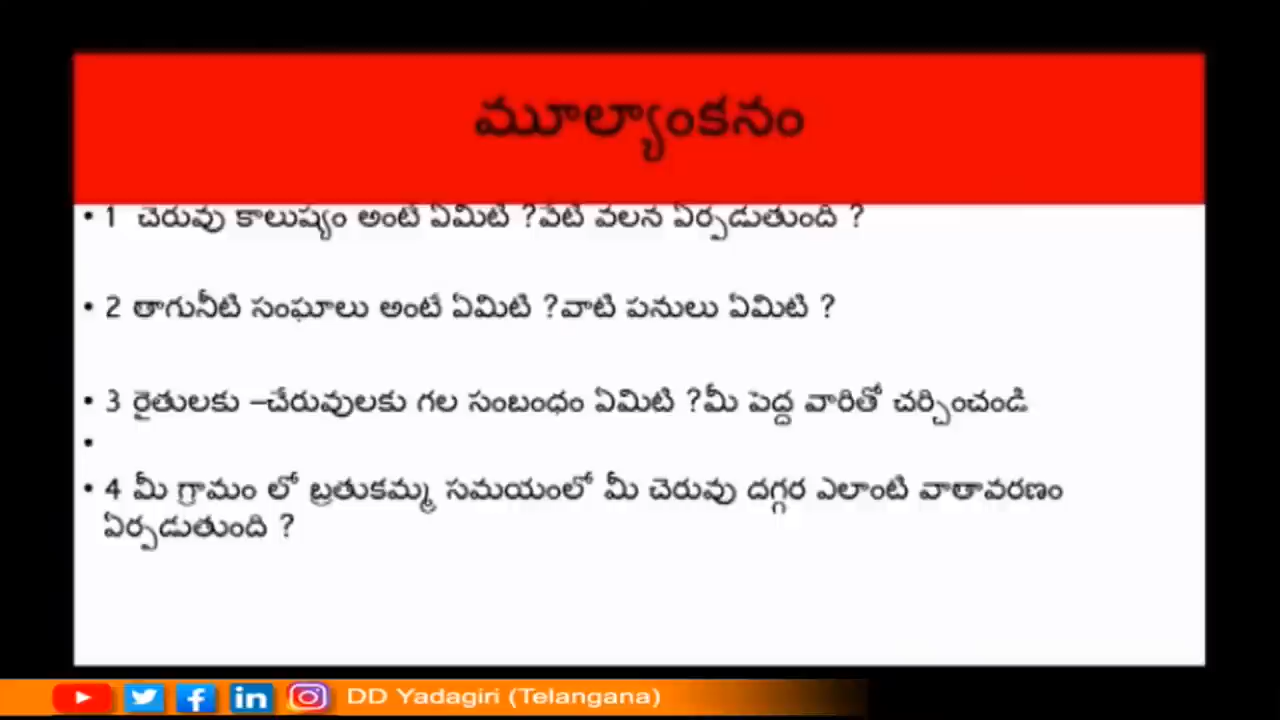 మూల్యాంకనం
• 1 చెరువు కాలుష్యం అంటే ఏమిటి ?వేటి వలన ఏర్పడుతుంది ?
• 2 తాగునీటి సంఘాలు అంటే ఏమిటి ?వాటి పనులు ఏమిటి ?
• 3 రైతులకు –చేరువులకు గల సంబంధం ఏమిటి ?మీ పెద్ద వారితో చర్చించండి
•
• 4 మీ గ్రామం లో బ్రతుకమ్మ సమయంలో మీ చెరువు దగ్గర ఎలాంటి వాతావరణం
ఏర్పడుతుంది ?
DD Yadagiri (Telangana)